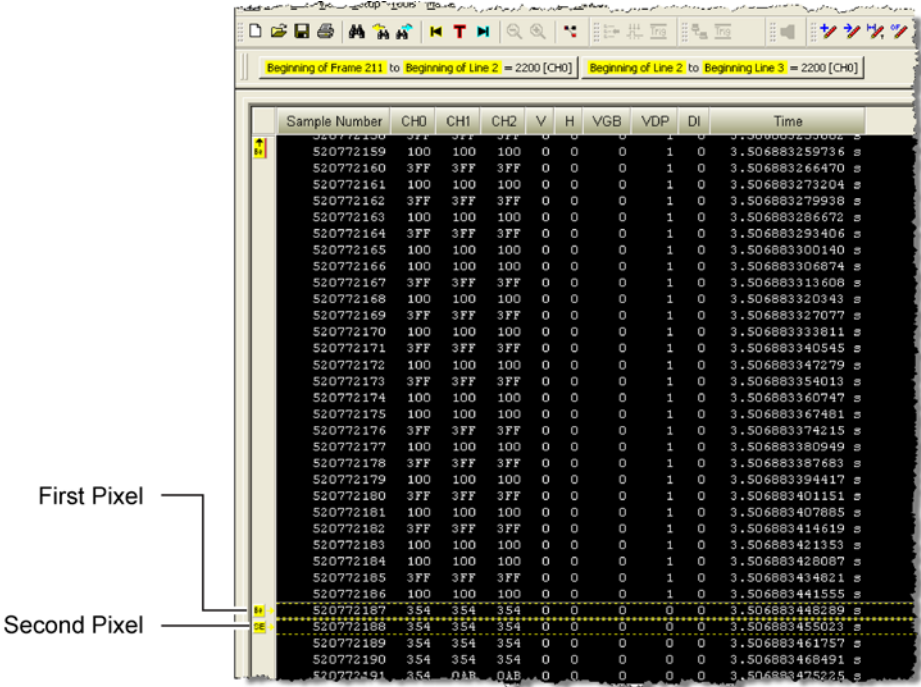 Beginning of Frame 211 to Beginning of Line 2 = 2200 [CH0] Beginning of Line 2 to Beginning Line 3 = 2200 [CH0]
Sample Number CH0 CH1 CH2 V H VGB VDP DI Time
520772159 100 100 100 0 0 0 1 0 3.506883259736 s
520772160 3FF 3FF 3FF 0 0 0 1 0 3.506883266470 s
520772161 100 100 100 0 0 0 1 0 3.506883273204 s
520772162 3FF 3FF 3FF 0 0 0 1 0 3.506883279938 s
520772163 100 100 100 0 0 0 1 0 3.506883286672 s
520772164 3FF 3FF 3FF 0 0 0 1 0 3.506883293406 s
520772165 100 100 100 0 0 0 1 0 3.506883300140 s
520772166 100 100 100 0 0 0 1 0 3.506883306874 s
520772167 3FF 3FF 3FF 0 0 0 1 0 3.506883313608 s
520772168 100 100 100 0 0 0 1 0 3.506883320343 s
520772169 3FF 3FF 3FF 0 0 0 1 0 3.506883327077 s
520772170 100 100 100 0 0 0 1 0 3.506883333811 s
520772171 3FF 3FF 3FF 0 0 0 1 0 3.506883340545 s
520772172 100 100 100 0 0 0 1 0 3.506883347279 s
520772173 3FF 3FF 3FF 0 0 0 1 0 3.506883354013 s
520772174 100 100 100 0 0 0 1 0 3.506883360747 s
520772175 100 100 100 0 0 0 1 0 3.506883367481 s
520772176 3FF 3FF 3FF 0 0 0 1 0 3.506883374215 s
520772177 100 100 100 0 0 0 1 0 3.506883380949 s
520772178 3FF 3FF 3FF 0 0 0 1 0 3.506883387683 s
520772179 100 100 100 0 0 0 1 0 3.506883394417 s
First Pixel
520772180 3FF 3FF 3FF 0 0 0 1 0 3.506883401151 s
520772181 100 100 100 0 0 0 1 0 3.506883407885 s
520772182 3FF 3FF 3FF 0 0 0 1 0 3.506883414619 s
520772183 100 100 100 0 0 0 1 0 3.506883421353 s
520772184 100 100 100 0 0 0 1 0 3.506883428087 s
520772185 3FF 3FF 3FF 0 0 0 1 0 3.506883434821 s
520772186 100 100 100 0 0 0 1 0 3.506883441555 s
520772187 354 354 354 0 0 0 0 0 3.506883448289 s
Second Pixel
520772188 354 354 354 0 0 0 0 0 3.506883455023 s
520772189 354 354 354 0 0 0 0 0 3.506883461757 s
520772190 354 354 354 0 0 0 0 0 3.506883468491 s
520772191 354 0AB 0AB 0 0 0 0 0 3.506883475225 s